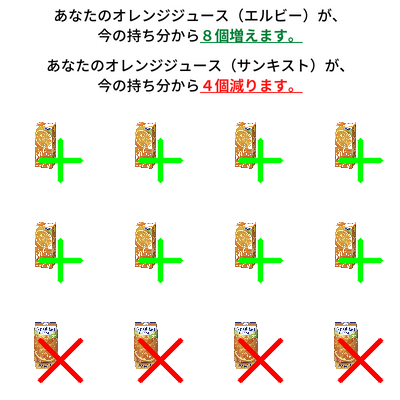 あなたのオレンジジュース（エルビー）が、
今の持ち分から８個増えます。
あなたのオレンジジュース（サンキスト）が、
今の持ち分から４個減ります。